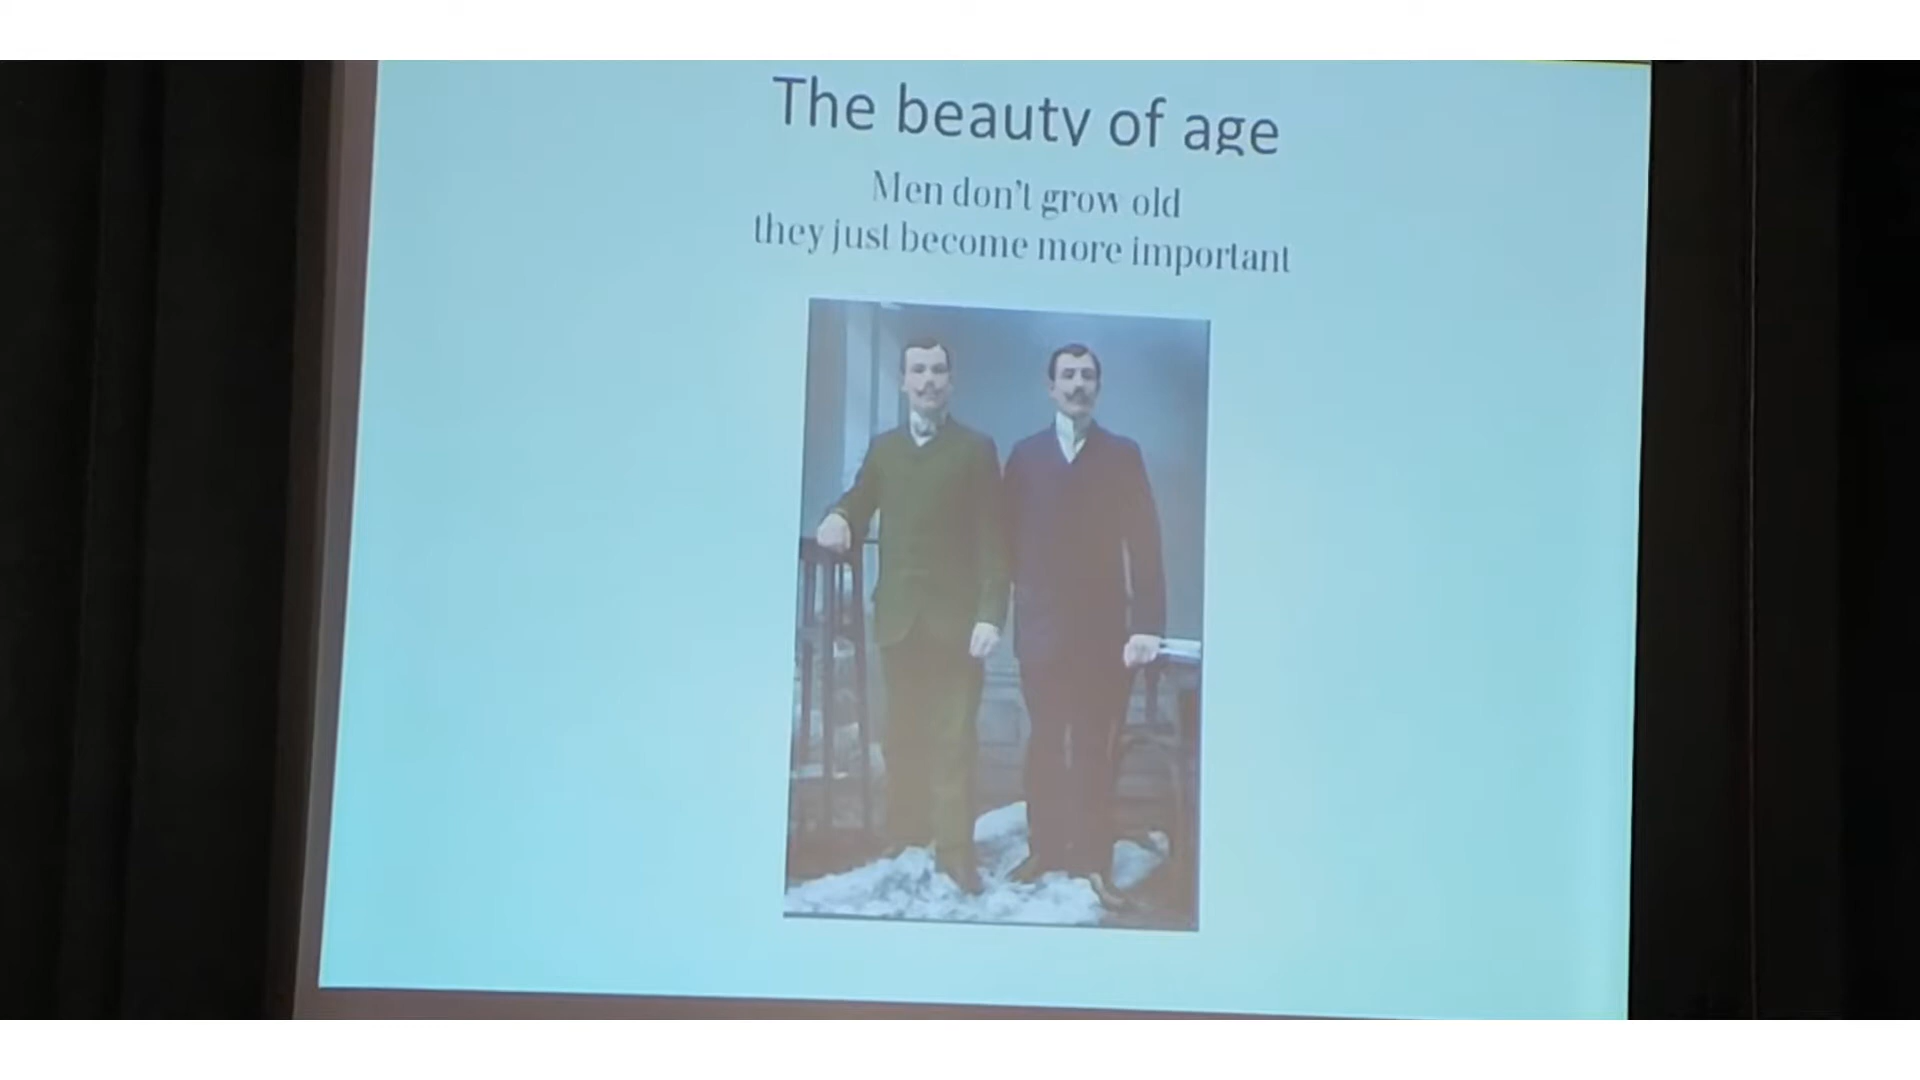 The beauty of age
Men don't grow old
they just become more important